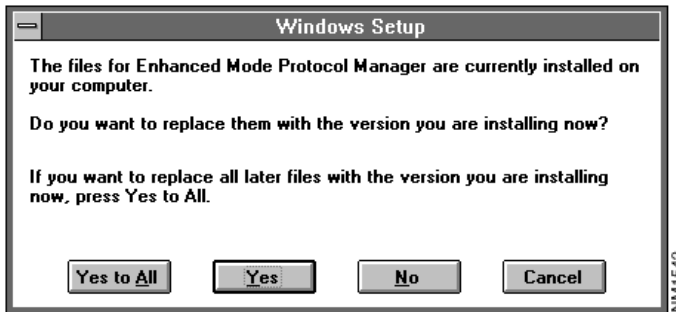 Windows Setup
The files for Enhanced Mode Protocol Manager are currently installed on
your computer.
Do you want to replace them with the version you are installing now?
If you want to replace all later files with the version you are installing
now, press Yes to All.
Yes to All
Yes
No
Cancel